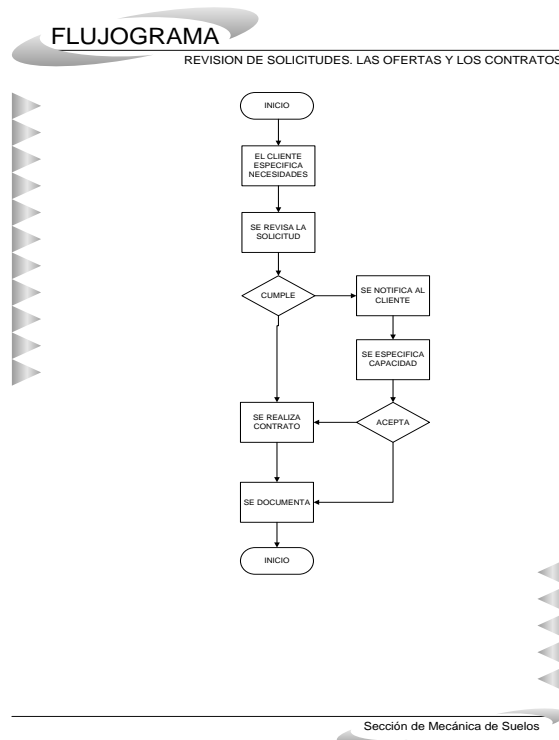 FLUJOGRAMA
REVISION DE SOLICITUDES. LAS OFERTAS Y LOS CONTRATOS
INICIO
EL CLIENTE
ESPECIFICA
NECESIDADES
SE REVISA LA
SOLICITUD
CUMPLE
SE NOTIFICA AL
CLIENTE
SE ESPECIFICA
CAPACIDAD
SE REALIZA
CONTRATO
ACEPTA
SE DOCUMENTA
INICIO
Sección de Mecánica de Suelos